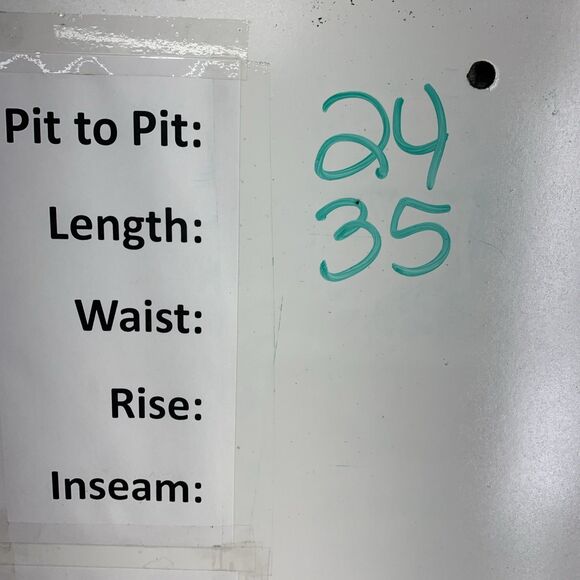 Pit to Pit: 24
Length: 35
Waist:
Rise:
Inseam: